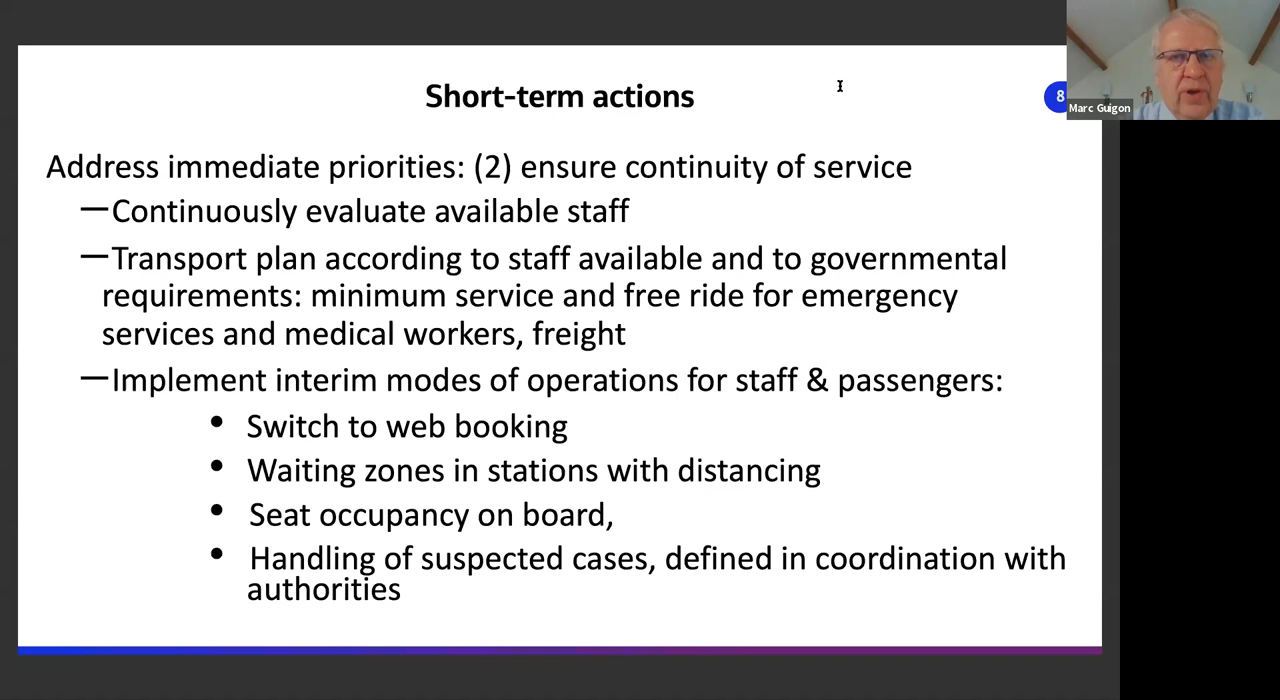 Short-term actions
8
Marc Guigon
Address immediate priorities: (2) ensure continuity of service
—Continuously evaluate available staff
—Transport plan according to staff available and to governmental
requirements: minimum service and free ride for emergency
services and medical workers, freight
—Implement interim modes of operations for staff & passengers:
• Switch to web booking
• Waiting zones in stations with distancing
• Seat occupancy on board,
• Handling of suspected cases, defined in coordination with
authorities